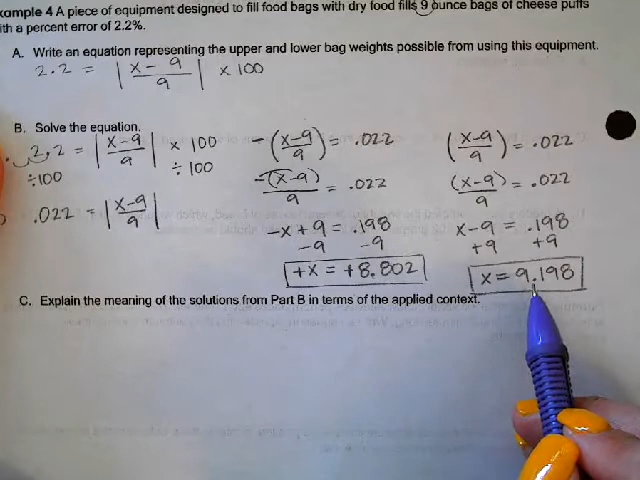 xample 4 A piece of equipment designed to fill food bags with dry food fills 9 ounce bags of cheese puffs
ith a percent error of 2.2%.
A. Write an equation representing the upper and lower bag weights possible from using this equipment.
2.2 = |(x - 9)/9| × 100
B. Solve the equation.
2.2 = |(x-9)/9| × 100
÷100 ÷100
.022 = |(x-9)/9|
-((x-9)/9) = .022
-(x-9)/9 = .022
-x + 9 = .198
-9 -9
+x = +8.802
((x-9)/9) = .022
(x-9)/9 = .022
x-9 = .198
+9 +9
x = 9.198
C. Explain the meaning of the solutions from Part B in terms of the applied context.